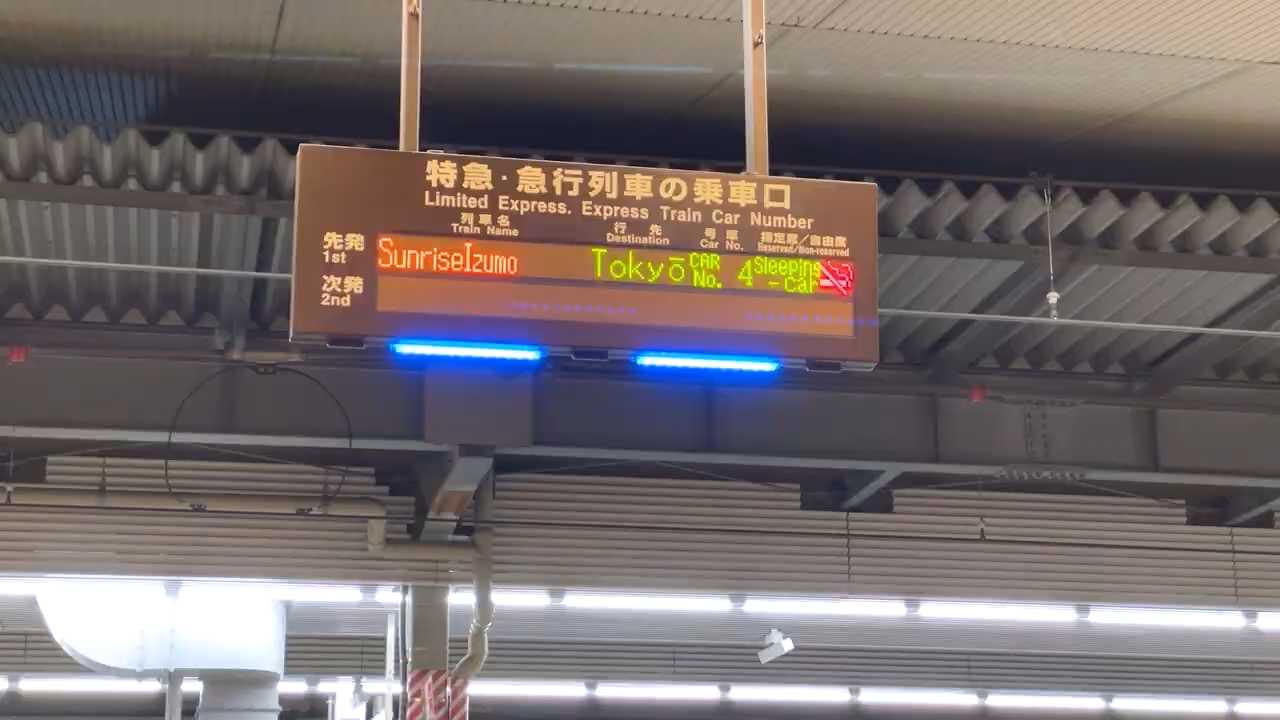 特急・急行列車の乗車口
Limited Express. Express Train Car Number
列車名 行先 号車 指定席／自由席
Train Name Destination Car No. Reserved/Non-reserved
先発 SunriseIzumo Tokyō CAR No. 4 Sleeping-Car
1st
次発
2nd